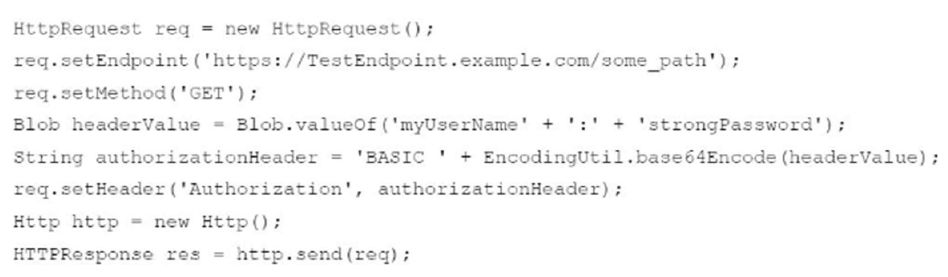 HttpRequest req = new HttpRequest();
req.setEndpoint('https://TestEndpoint.example.com/some_path');
req.setMethod('GET');
Blob headerValue = Blob.valueOf('myUserName' + ':' + 'strongPassword');
String authorizationHeader = 'BASIC ' + EncodingUtil.base64Encode(headerValue);
req.setHeader('Authorization', authorizationHeader);
Http http = new Http();
HTTPResponse res = http.send(req);